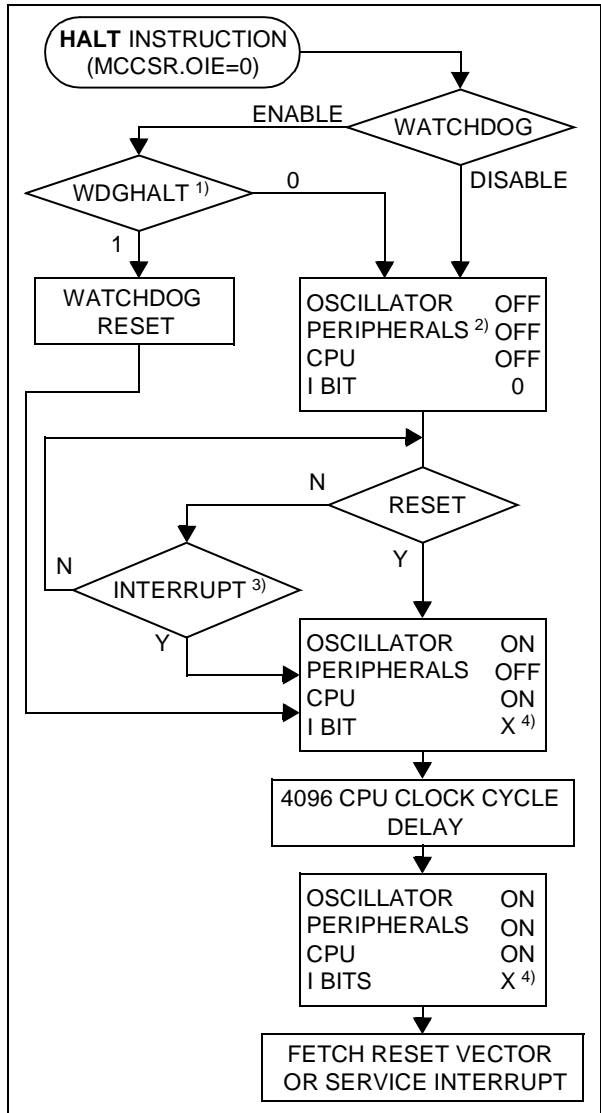 HALT INSTRUCTION
(MCCSR.OIE=0)
ENABLE
WATCHDOG
WDGHALT 1)
0
DISABLE
1
WATCHDOG
RESET
OSCILLATOR OFF
PERIPHERALS 2) OFF
CPU OFF
I BIT 0
N
RESET
N
INTERRUPT 3)
Y
Y
OSCILLATOR ON
PERIPHERALS OFF
CPU ON
I BIT X 4)
4096 CPU CLOCK CYCLE
DELAY
OSCILLATOR ON
PERIPHERALS ON
CPU ON
I BITS X 4)
FETCH RESET VECTOR
OR SERVICE INTERRUPT